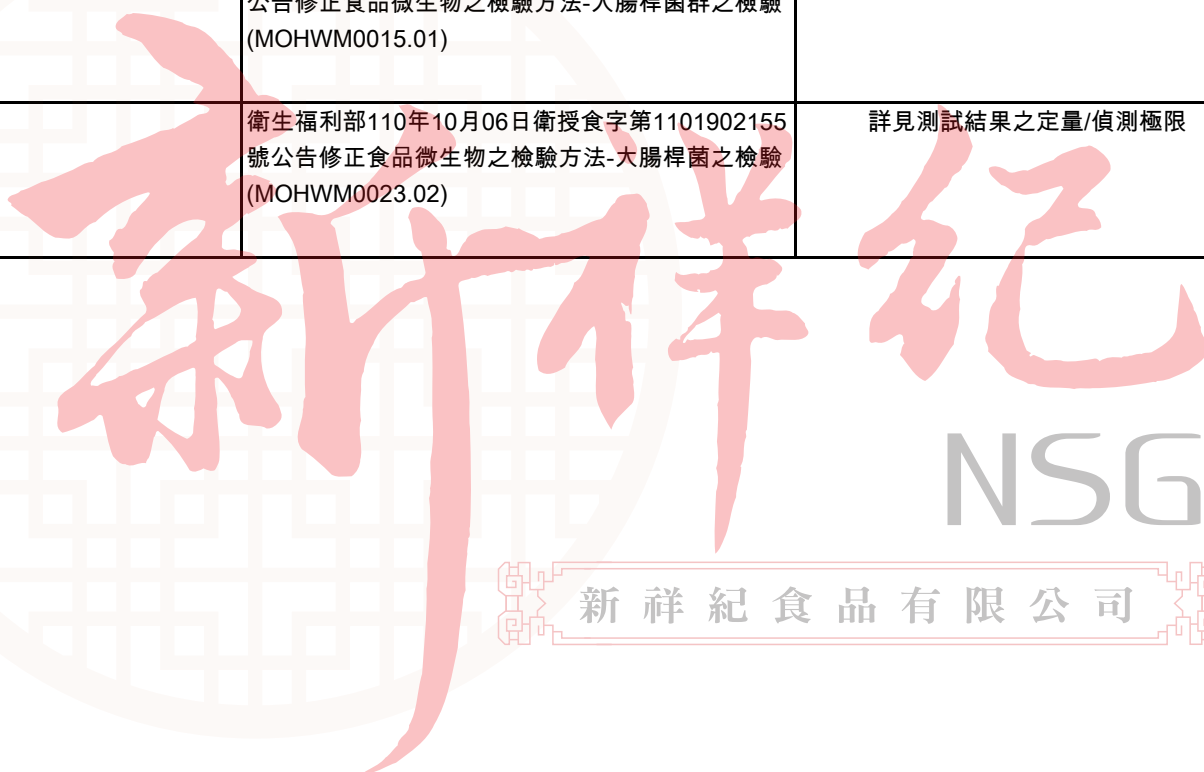 公告修正食品微生物之檢驗方法-大腸桿菌群之檢驗
(MOHWM0015.01)
衛生福利部110年10月06日衛授食字第1101902155
號公告修正食品微生物之檢驗方法-大腸桿菌之檢驗
(MOHWM0023.02)
詳見測試結果之定量/偵測極限
新祥紀
NSG
新祥紀食品有限公司